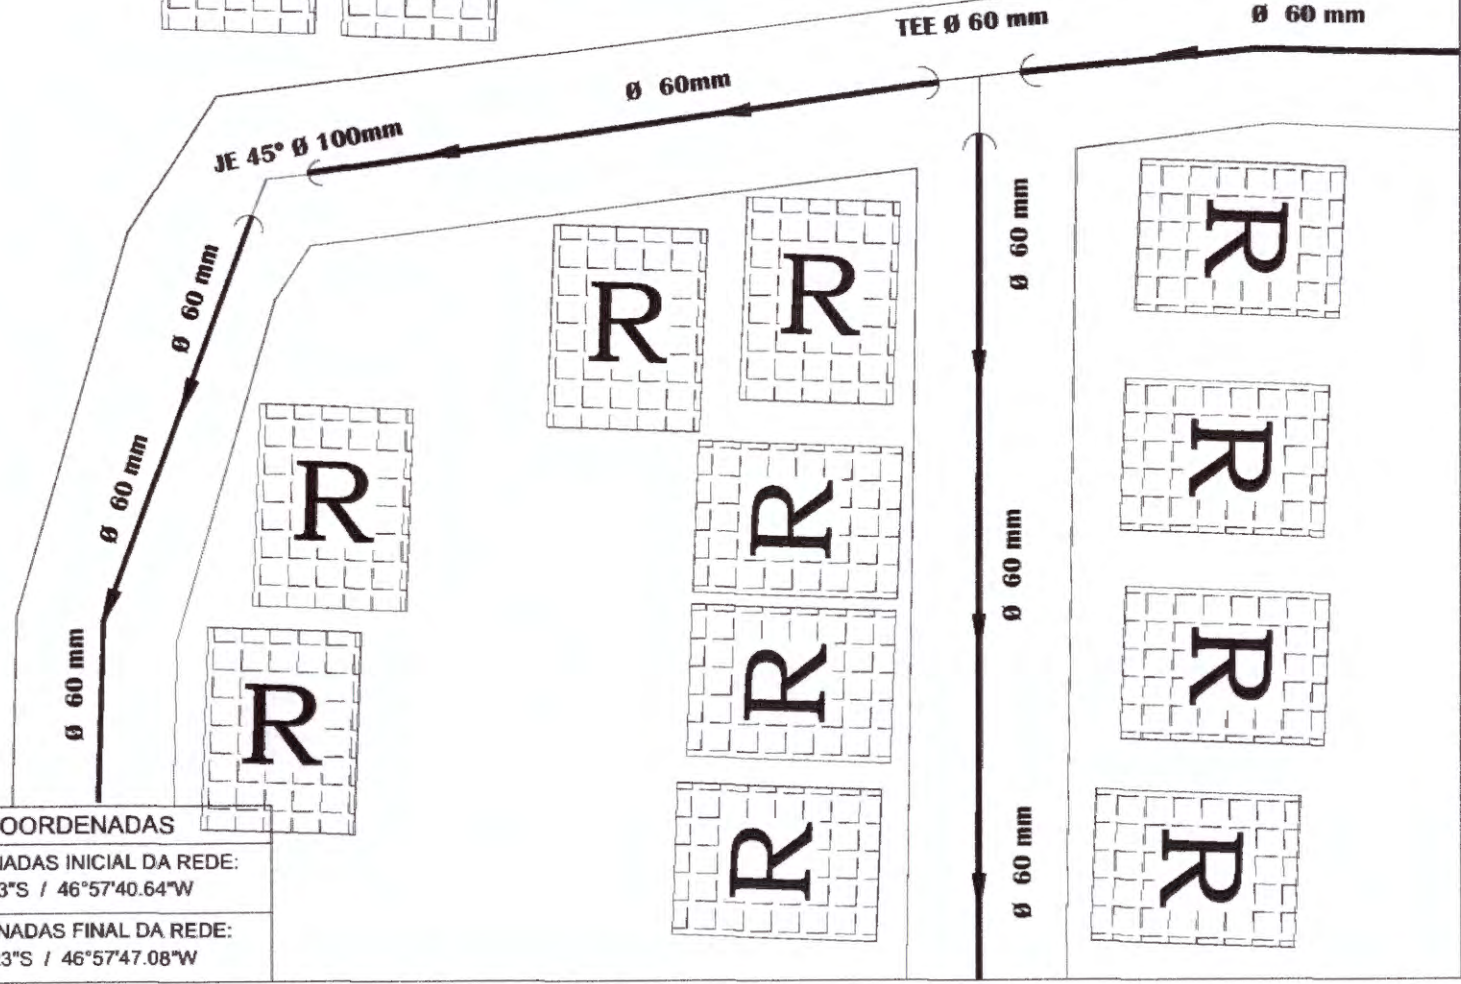 TEE Ø 60 mm
Ø 60 mm
Ø 60mm
JE 45° Ø 100mm
Ø 60 mm
Ø 60 mm
Ø 60 mm
Ø 60 mm
Ø 60 mm
Ø 60 mm
R
R
R
R
R
R
R
R
R
R
R
OORDENADAS
NADAS INICIAL DA REDE:
3"S / 46°57'40.64"W
NADAS FINAL DA REDE:
3"S / 46°57'47.08"W